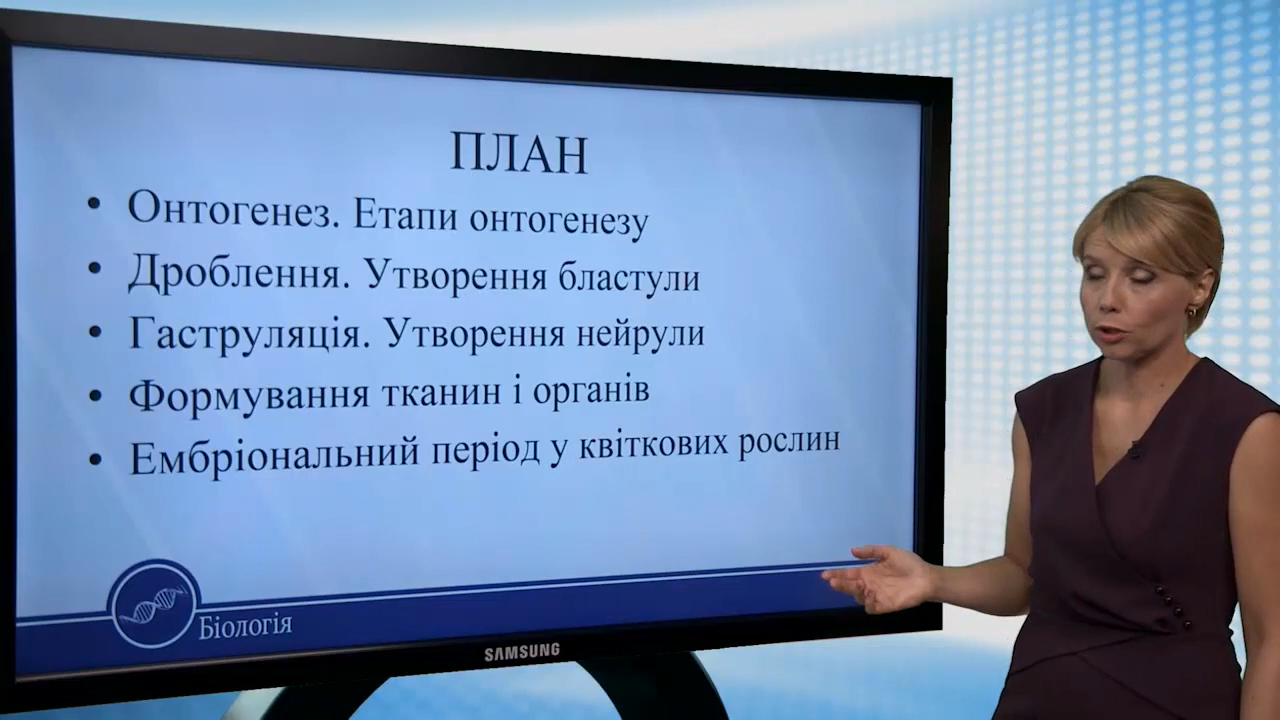 ПЛАН
• Онтогенез. Етапи онтогенезу
• Дроблення. Утворення бластули
• Гаструляція. Утворення нейрули
• Формування тканин і органів
• Ембріональний період у квіткових рослин
Біологія
SAMSUNG